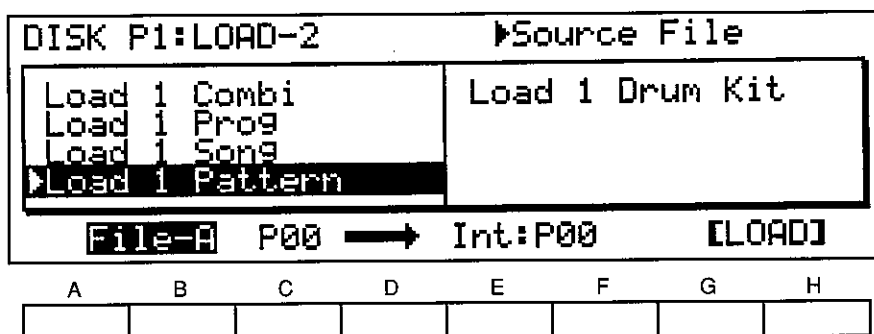 DISK P1:LOAD-2 ▶Source File
Load 1 Combi Load 1 Drum Kit
Load 1 Prog
Load 1 Song
▶Load 1 Pattern
File-A P00 → Int:P00 [LOAD]
A B C D E F G H